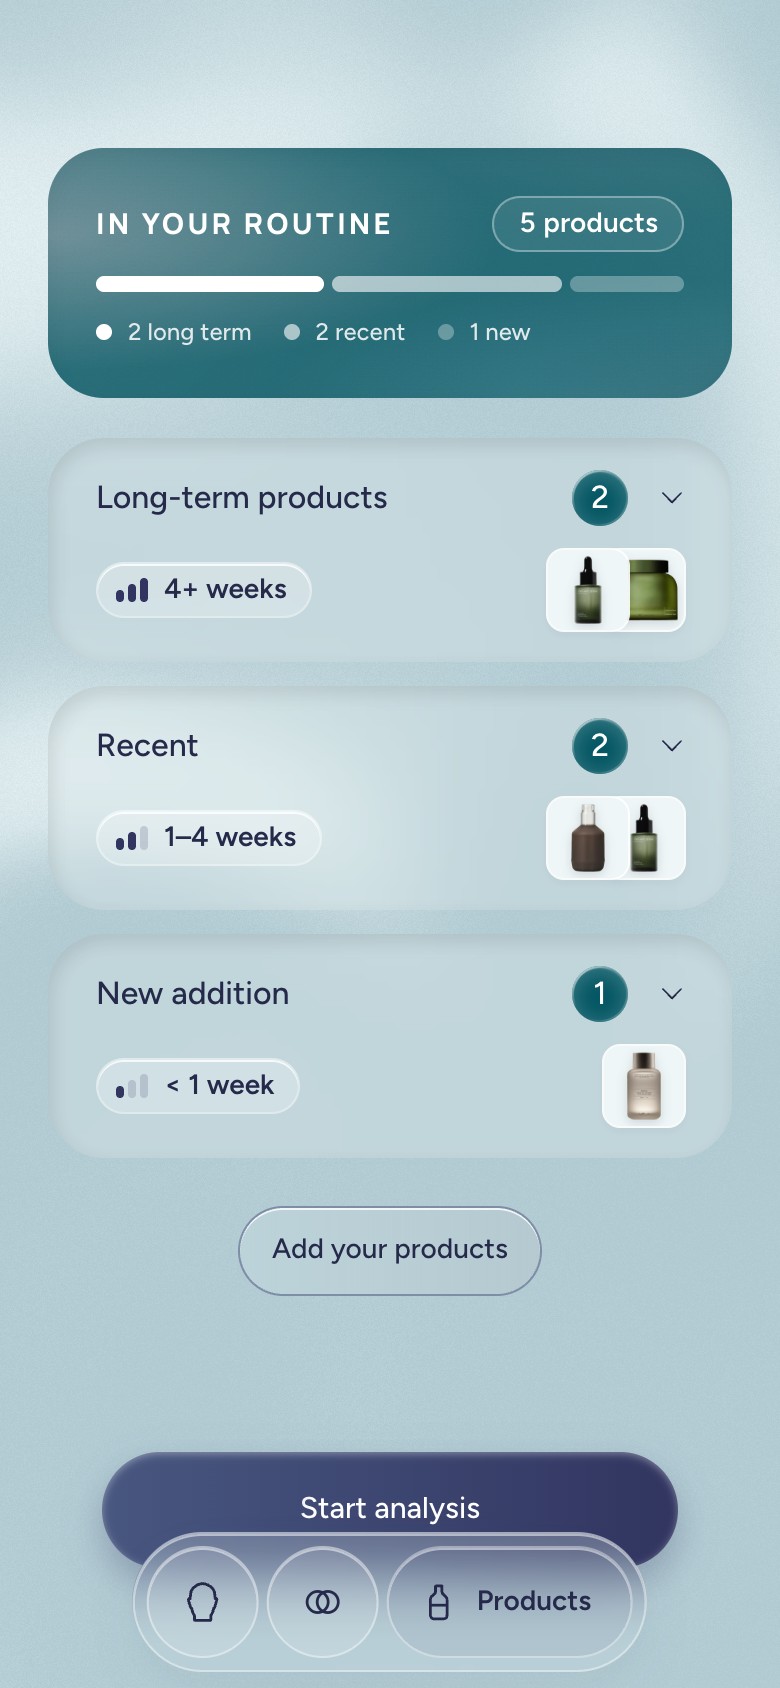 IN YOUR ROUTINE
5 products
2 long term
2 recent
1 new
Long-term products
2
4+ weeks
Recent
2
1–4 weeks
New addition
1
< 1 week
Add your products
Start analysis
Products